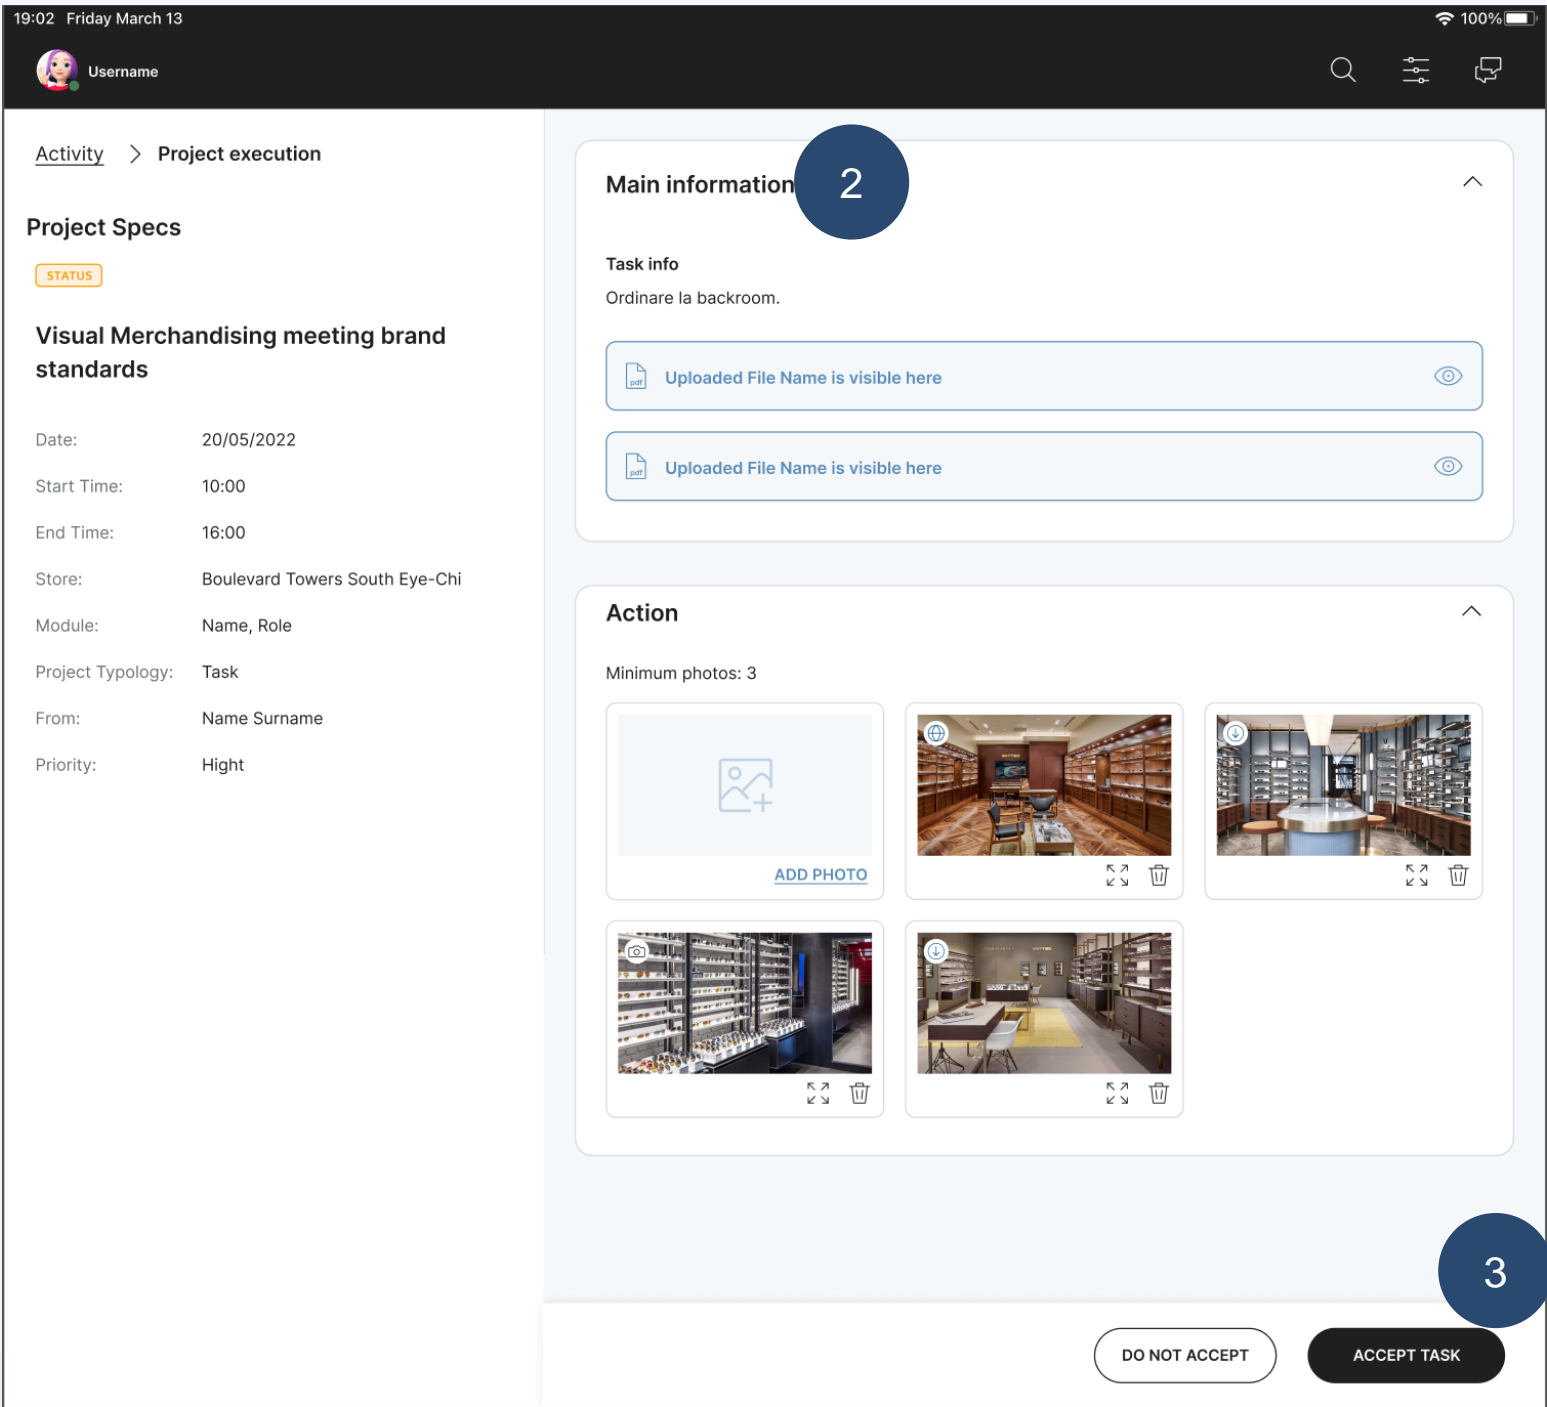 19:02 Friday March 13
100%
Username
Activity > Project execution
Project Specs
STATUS
Visual Merchandising meeting brand
standards
Date: 20/05/2022
Start Time: 10:00
End Time: 16:00
Store: Boulevard Towers South Eye-Chi
Module: Name, Role
Project Typology: Task
From: Name Surname
Priority: Hight
Main information
2
Task info
Ordinare la backroom.
pdf Uploaded File Name is visible here
pdf Uploaded File Name is visible here
Action
Minimum photos: 3
ADD PHOTO
3
DO NOT ACCEPT
ACCEPT TASK